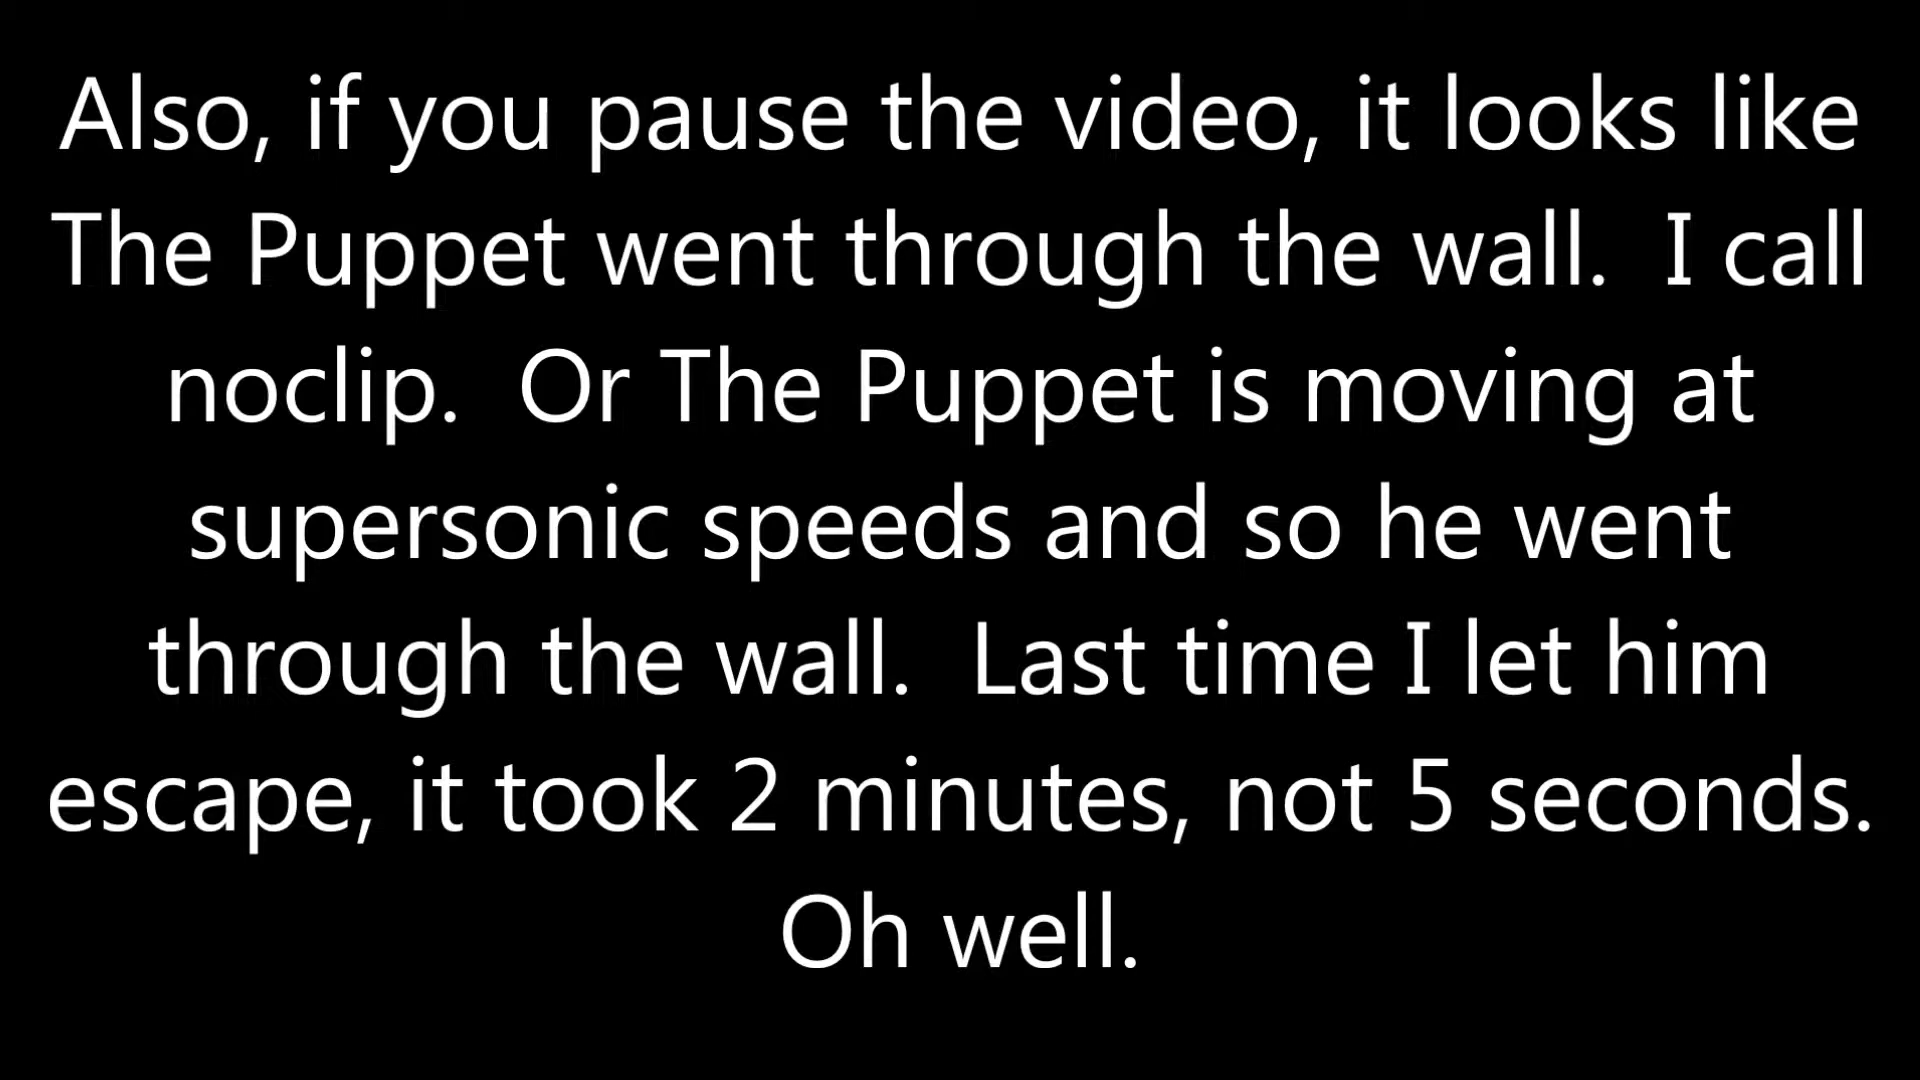 Also, if you pause the video, it looks like
The Puppet went through the wall.  I call
noclip.  Or The Puppet is moving at
supersonic speeds and so he went
through the wall.  Last time I let him
escape, it took 2 minutes, not 5 seconds.
Oh well.